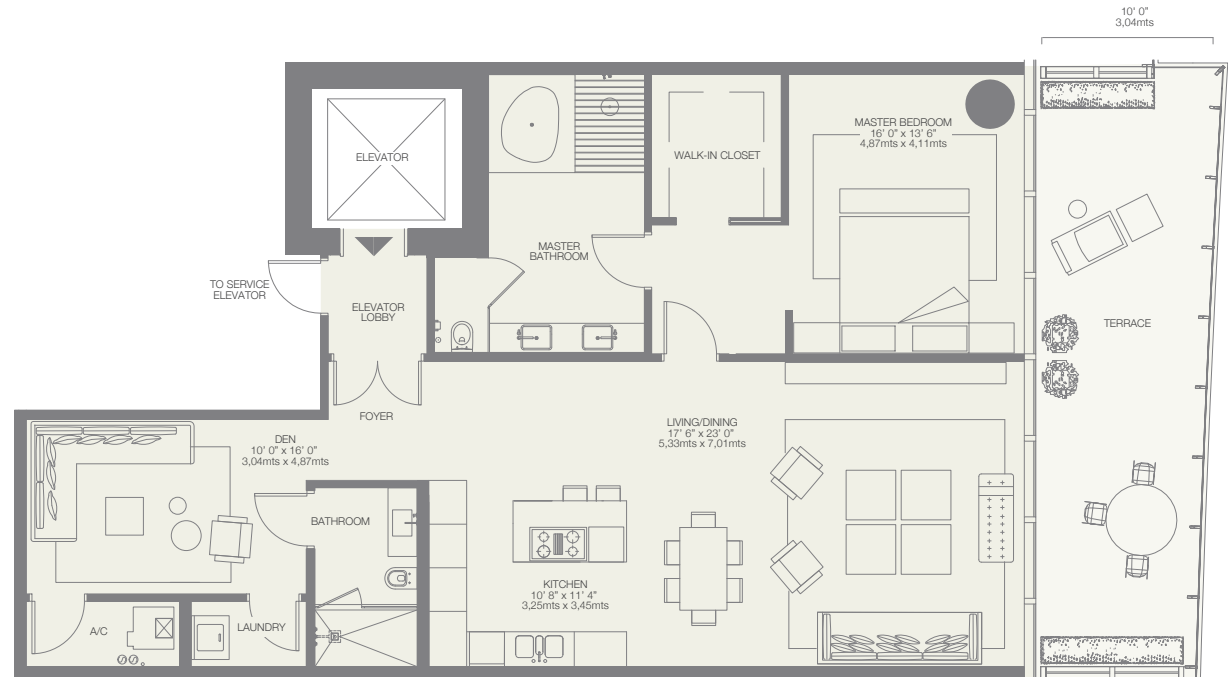 10' 0"
3,04mts
ELEVATOR
WALK-IN CLOSET
MASTER BEDROOM
16' 0" x 13' 6"
4,87mts x 4,11mts
MASTER
BATHROOM
TO SERVICE
ELEVATOR
ELEVATOR
LOBBY
TERRACE
FOYER
DEN
10' 0" x 16' 0"
3,04mts x 4,87mts
LIVING/DINING
17' 6" x 23' 0"
5,33mts x 7,01mts
BATHROOM
KITCHEN
10' 8" x 11' 4"
3,25mts x 3,45mts
A/C
LAUNDRY